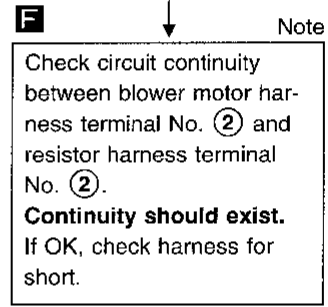 F
Note
Check circuit continuity
between blower motor har-
ness terminal No. ② and
resistor harness terminal
No. ②.
Continuity should exist.
If OK, check harness for
short.